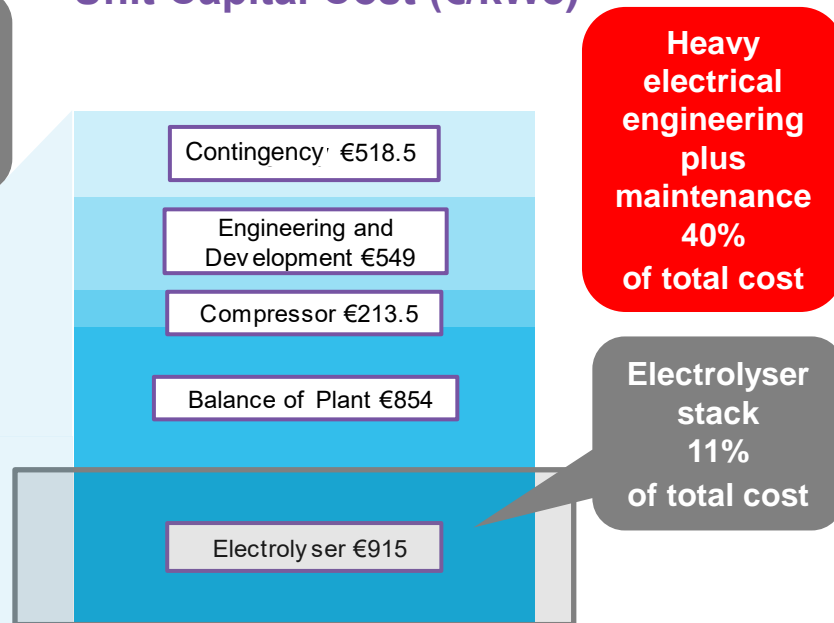 Unit Capital Cost (€/kWe)
Heavy
electrical
engineering
plus
maintenance
40%
of total cost
Contingency €518.5
Engineering and
Development €549
Compressor €213.5
Balance of Plant €854
Electrolyser
stack
11%
of total cost
Electrolyser €915